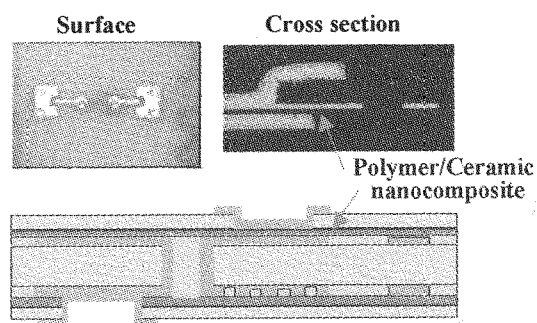 Surface
Cross section
Polymer/Ceramic
nanocomposite